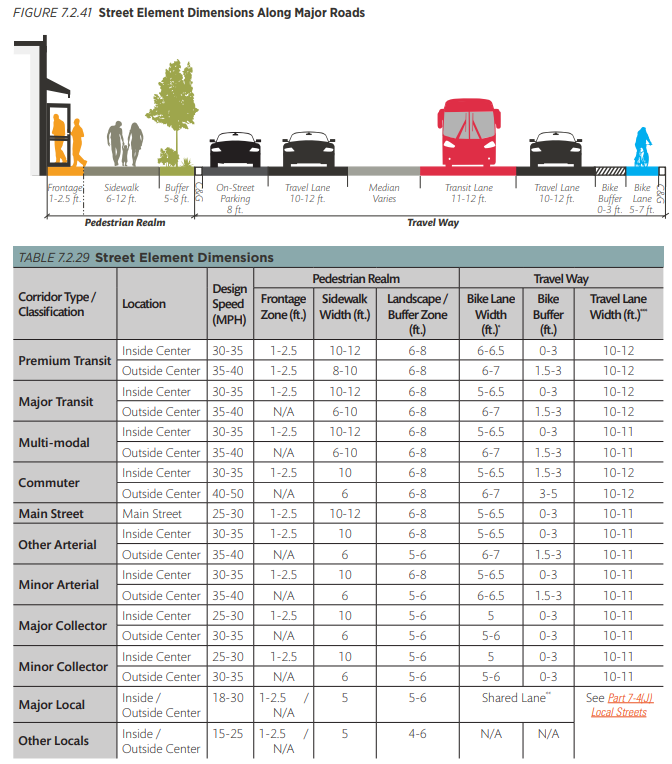 FIGURE 7.2.41 Street Element Dimensions Along Major Roads
Frontage 1-2.5 ft.
Sidewalk 6-12 ft.
Buffer 5-8 ft.
C&G
On-Street Parking 8 ft.
Travel Lane 10-12 ft.
Median Varies
Transit Lane 11-12 ft.
Travel Lane 10-12 ft.
Bike Buffer 0-3 ft.
Bike Lane 5-7 ft.
C&G
Pedestrian Realm
Travel Way
TABLE 7.2.29 Street Element Dimensions
Corridor Type / Classification
Location
Design Speed (MPH)
Pedestrian Realm
Frontage Zone (ft.)
Sidewalk Width (ft.)
Landscape / Buffer Zone (ft.)
Travel Way
Bike Lane Width (ft.)*
Bike Buffer (ft.)
Travel Lane Width (ft.)***
Premium Transit
Inside Center 30-35 1-2.5 10-12 6-8 6-6.5 0-3 10-12
Outside Center 35-40 1-2.5 8-10 6-8 6-7 1.5-3 10-12
Major Transit
Inside Center 30-35 1-2.5 10-12 6-8 5-6.5 0-3 10-12
Outside Center 35-40 N/A 6-10 6-8 6-7 1.5-3 10-12
Multi-modal
Inside Center 30-35 1-2.5 10-12 6-8 5-6.5 0-3 10-11
Outside Center 35-40 N/A 6-10 6-8 6-7 1.5-3 10-11
Commuter
Inside Center 30-35 1-2.5 10 6-8 5-6.5 1.5-3 10-12
Outside Center 40-50 N/A 6 6-8 6-7 3-5 10-12
Main Street Main Street 25-30 1-2.5 10-12 6-8 5-6.5 0-3 10-11
Other Arterial
Inside Center 30-35 1-2.5 10 6-8 5-6.5 0-3 10-11
Outside Center 35-40 N/A 6 5-6 6-7 1.5-3 10-11
Minor Arterial
Inside Center 30-35 1-2.5 10 6-8 5-6.5 0-3 10-11
Outside Center 35-40 N/A 6 5-6 6-6.5 1.5-3 10-11
Major Collector
Inside Center 25-30 1-2.5 10 5-6 5 0-3 10-11
Outside Center 30-35 N/A 6 5-6 5-6 0-3 10-11
Minor Collector
Inside Center 25-30 1-2.5 10 5-6 5 0-3 10-11
Outside Center 30-35 N/A 6 5-6 5-6 0-3 10-11
Major Local
Inside / Outside Center 18-30 1-2.5 / N/A 5 5-6 Shared Lane** See Part 7-4(J) Local Streets
Other Locals
Inside / Outside Center 15-25 1-2.5 / N/A 5 4-6 N/A N/A